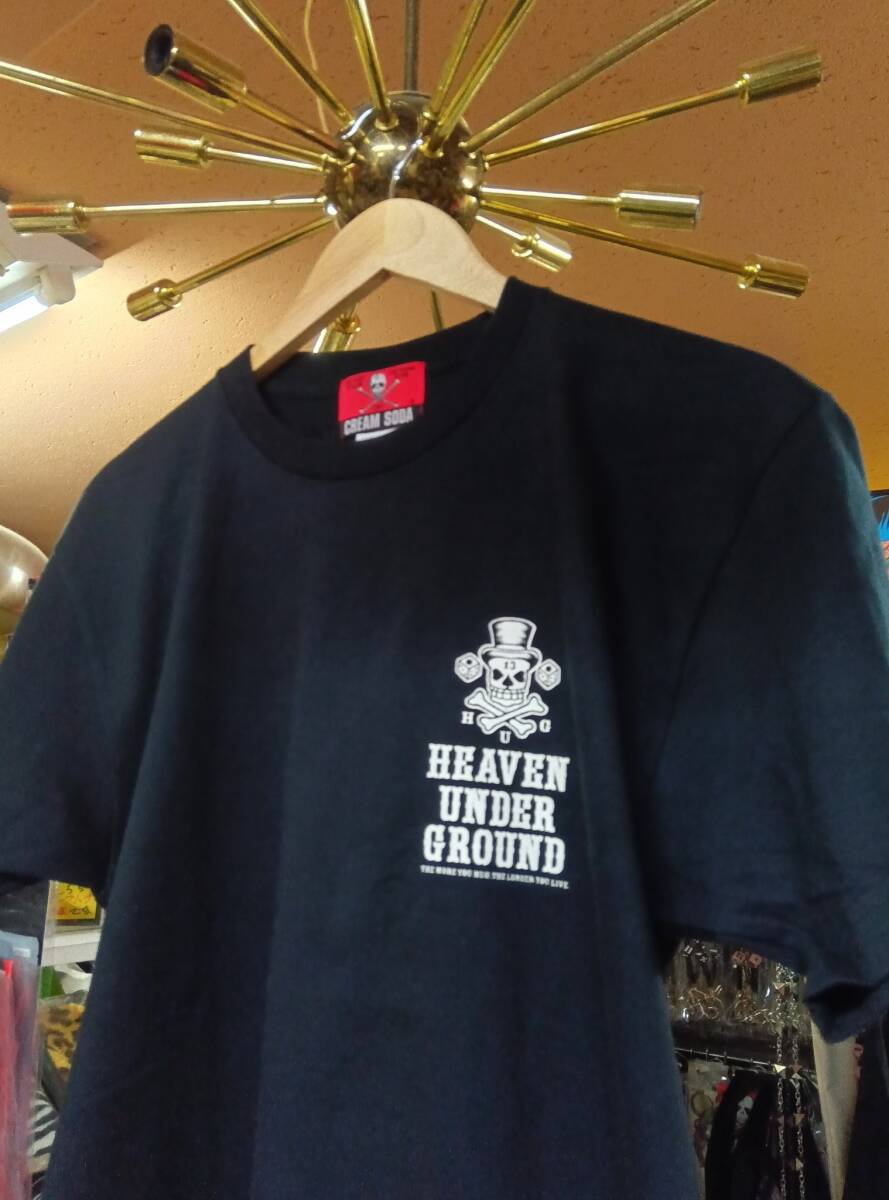 CREAM SODA
13
H U G
HEAVEN
UNDER
GROUND
THE MORE YOU HUG THE LONGER YOU LIVE